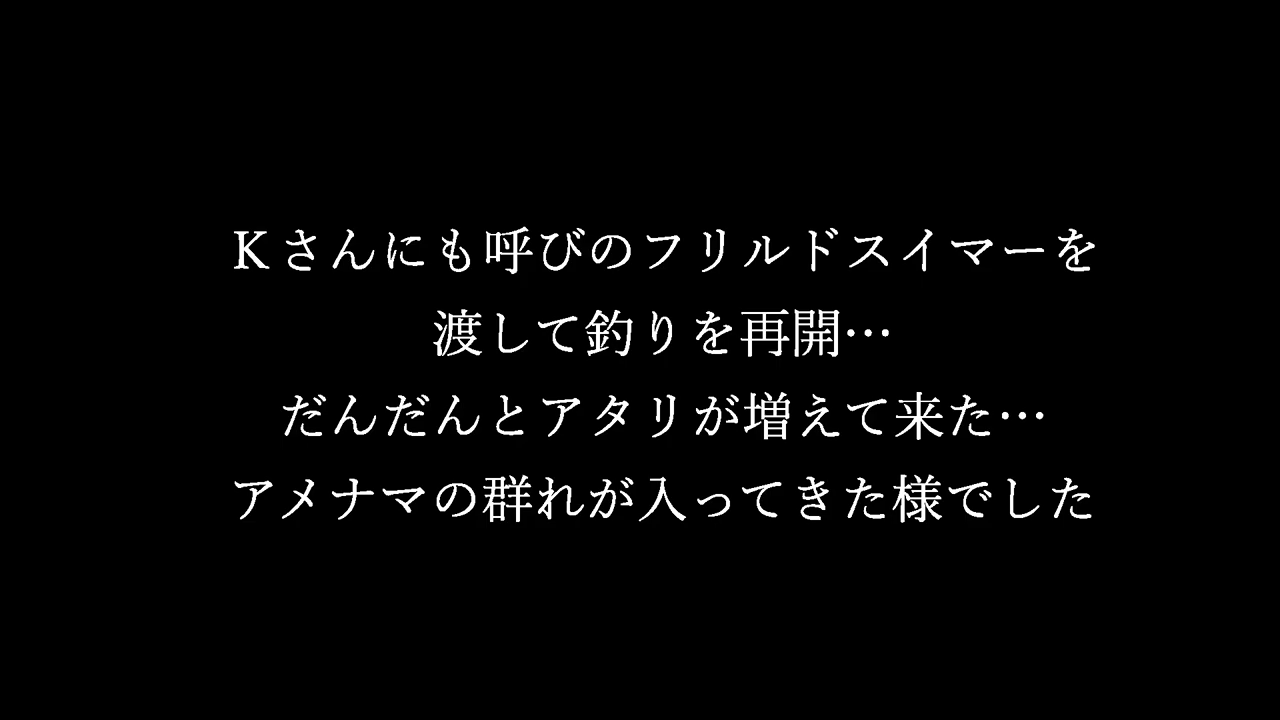 Kさんにも呼びのフリルドスイマーを
渡して釣りを再開…
だんだんとアタリが増えて来た…
アメナマの群れが入ってきた様でした